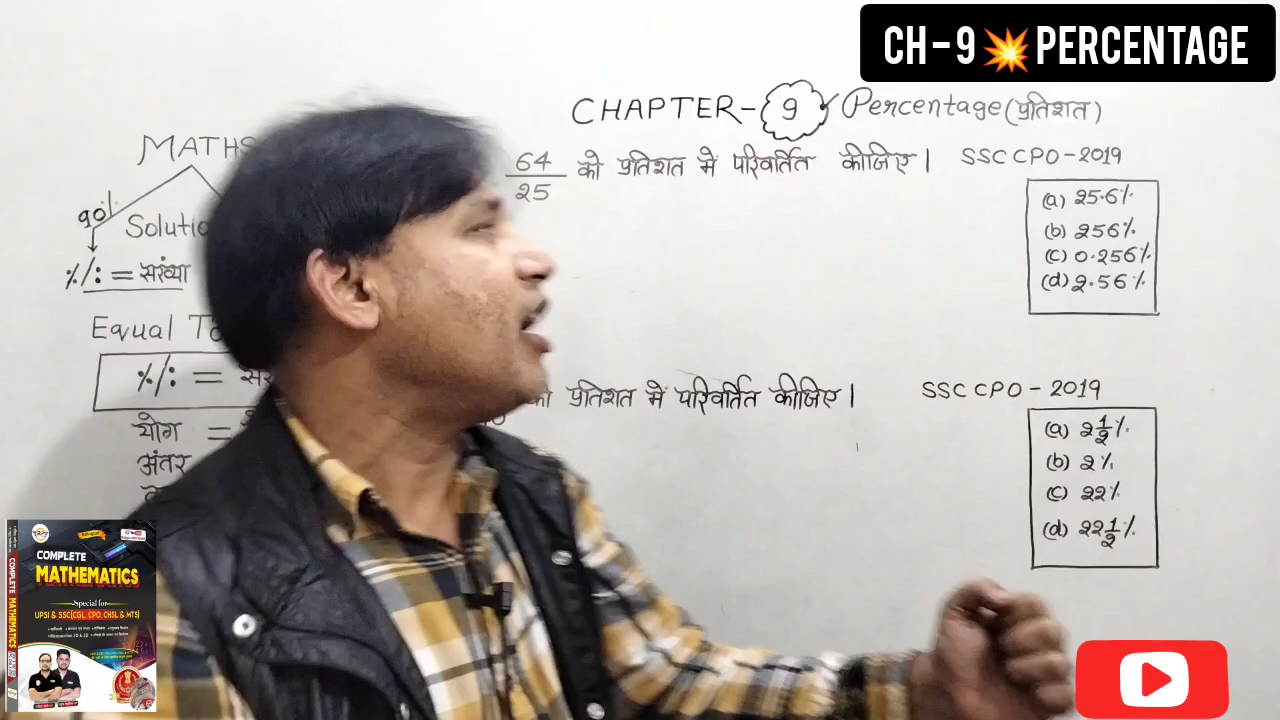 CH - 9 💥 PERCENTAGE
CHAPTER - 9 Percentage (प्रतिशत)
MATHS
90%
Solutio
%/: = संख्या
Equal To
%/: =
योग =
अंतर
64/25 को प्रतिशत में परिवर्तित कीजिए। SSC CPO - 2019
(a) 25.6%
(b) 256%
(c) 0.256%
(d) 2.56%
को प्रतिशत में परिवर्तित कीजिए। SSC CPO - 2019
(a) 2 1/2 %
(b) 2%
(c) 22%
(d) 22 1/2 %
COMPLETE
MATHEMATICS
Special for
UPSI & SSC(CGL, CPO, CHSL & MTS)
COMPLETE MATHEMATICS